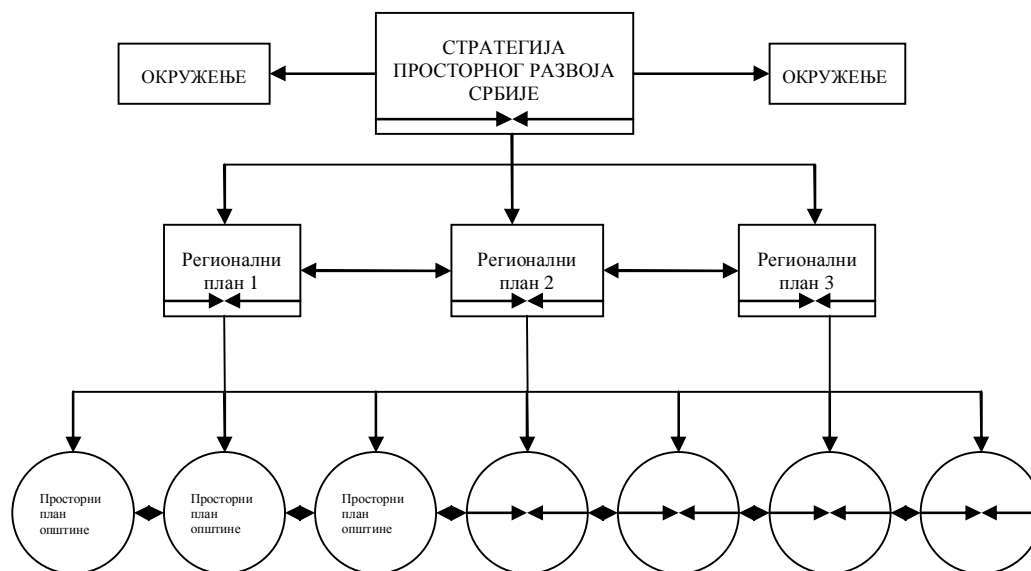 СТРАТЕГИЈА
ПРОСТОРНОГ РАЗВОЈА
СРБИЈЕ
ОКРУЖЕЊЕ
ОКРУЖЕЊЕ
Регионални
план 1
Регионални
план 2
Регионални
план 3
Просторни
план
општине
Просторни
план
општине
Просторни
план
општине